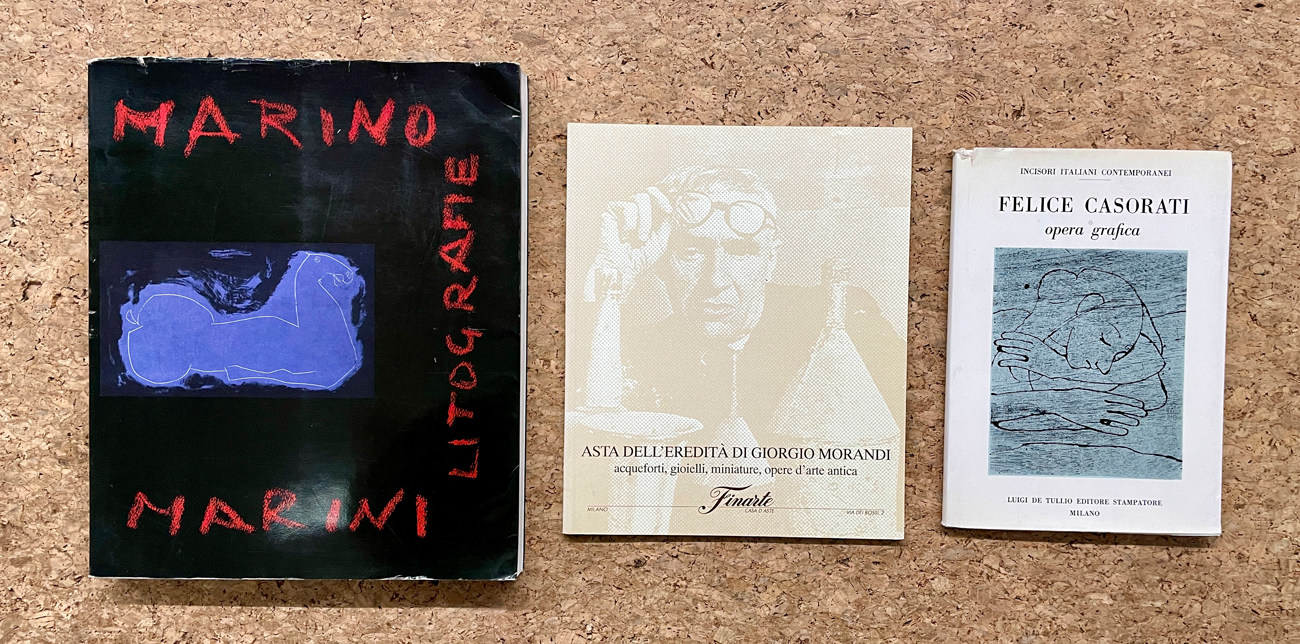 MARINO
LITOGRAFIE
MARINI
ASTA DELL'EREDITÀ DI GIORGIO MORANDI
acqueforti, gioielli, miniature, opere d'arte antica
Finarte
CASA D'ASTE
MILANO
VIA DEI BOSSI, 2
INCISORI ITALIANI CONTEMPORANEI
FELICE CASORATI
opera grafica
LUIGI DE TULLIO EDITORE STAMPATORE
MILANO